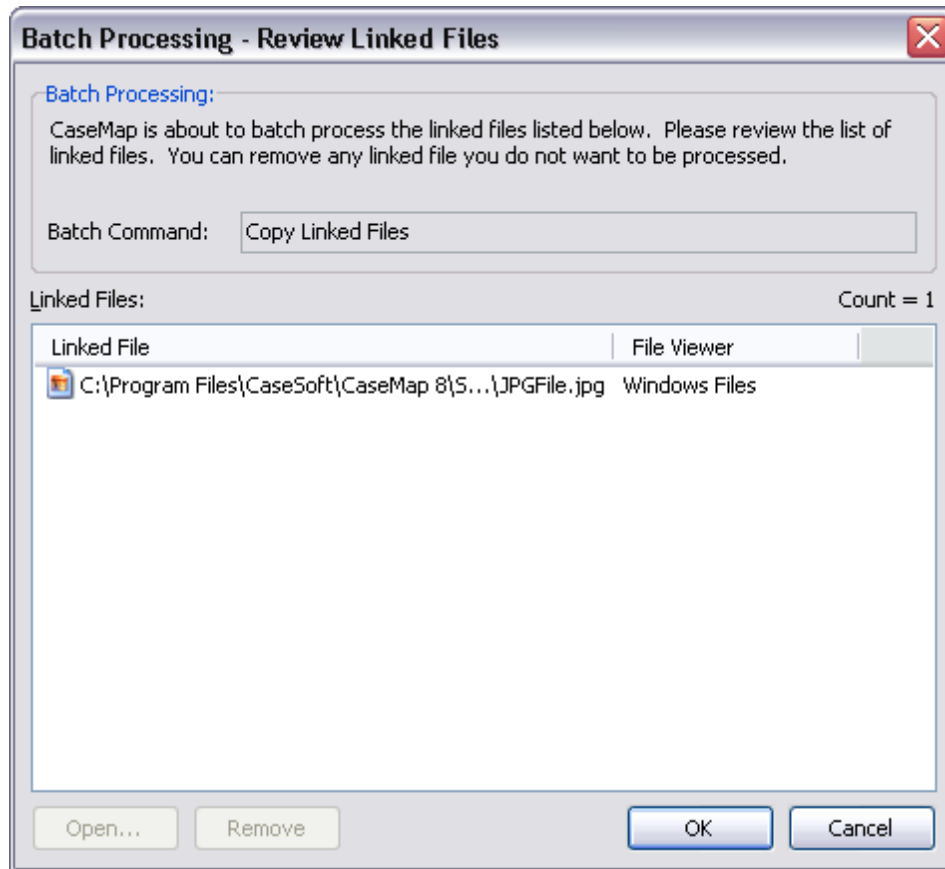 Batch Processing - Review Linked Files
Batch Processing:
CaseMap is about to batch process the linked files listed below. Please review the list of
linked files. You can remove any linked file you do not want to be processed.
Batch Command: Copy Linked Files
Linked Files: Count = 1
Linked File File Viewer
C:\Program Files\CaseSoft\CaseMap 8\S...\JPGFile.jpg Windows Files
Open... Remove OK Cancel